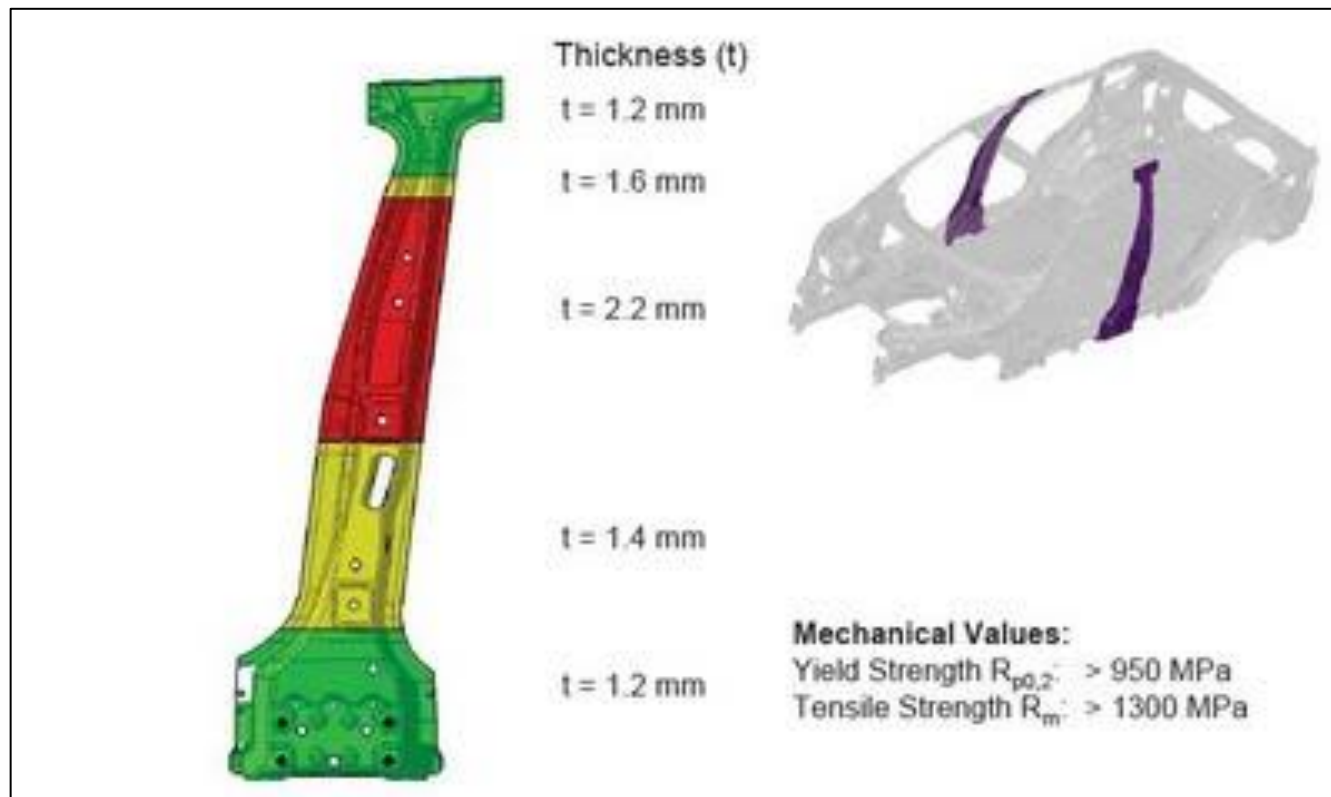 Thickness (t)
t = 1.2 mm
t = 1.6 mm
t = 2.2 mm
t = 1.4 mm
t = 1.2 mm
Mechanical Values:
Yield Strength Rp0,2: > 950 MPa
Tensile Strength Rm: > 1300 MPa